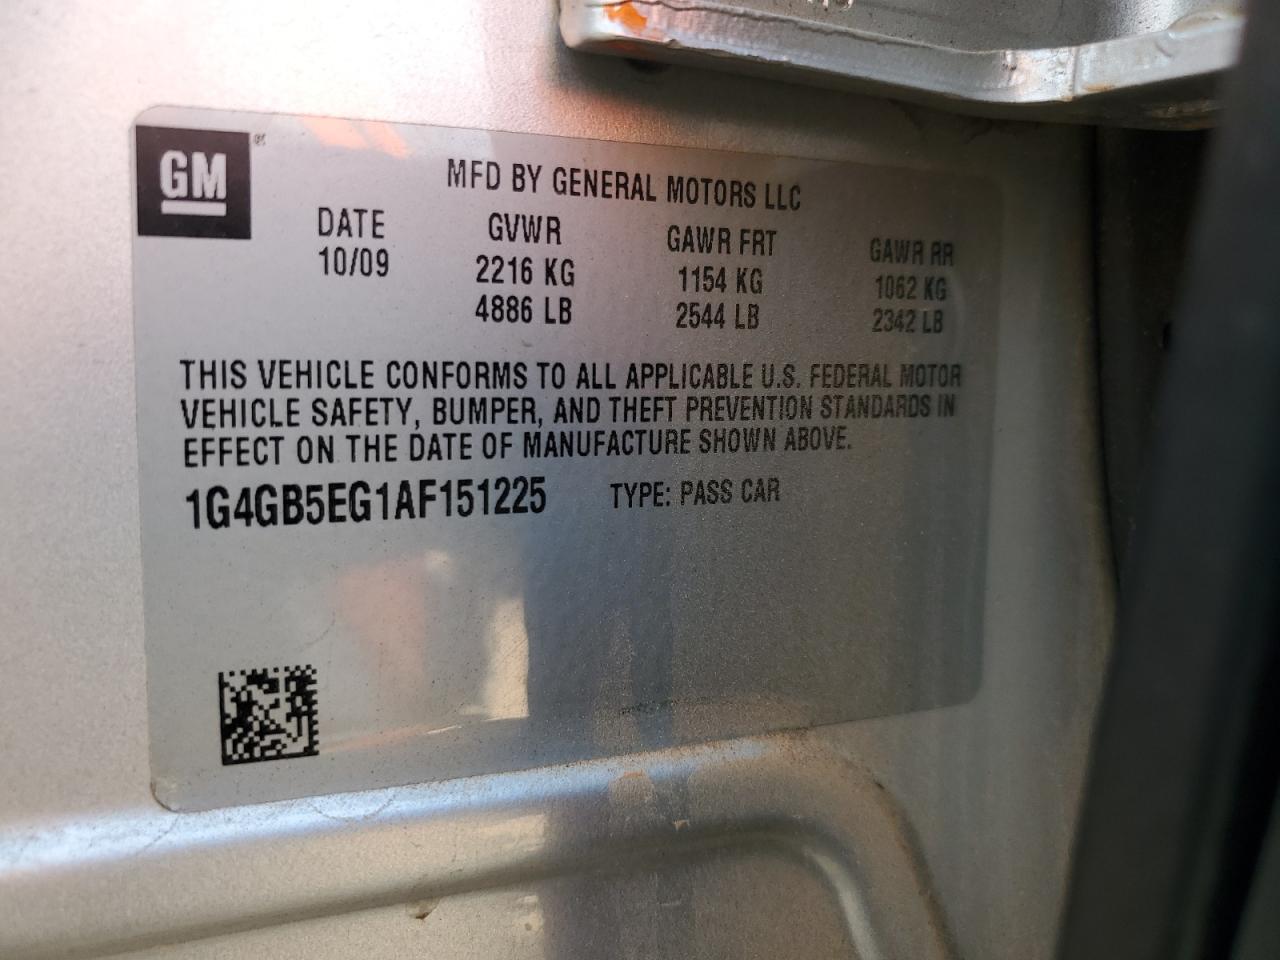 GM
MFD BY GENERAL MOTORS LLC
DATE GVWR GAWR FRT GAWR RR
10/09 2216 KG 1154 KG 1062 KG
4886 LB 2544 LB 2342 LB
THIS VEHICLE CONFORMS TO ALL APPLICABLE U.S. FEDERAL MOTOR
VEHICLE SAFETY, BUMPER, AND THEFT PREVENTION STANDARDS IN
EFFECT ON THE DATE OF MANUFACTURE SHOWN ABOVE.
1G4GB5EG1AF151225 TYPE: PASS CAR